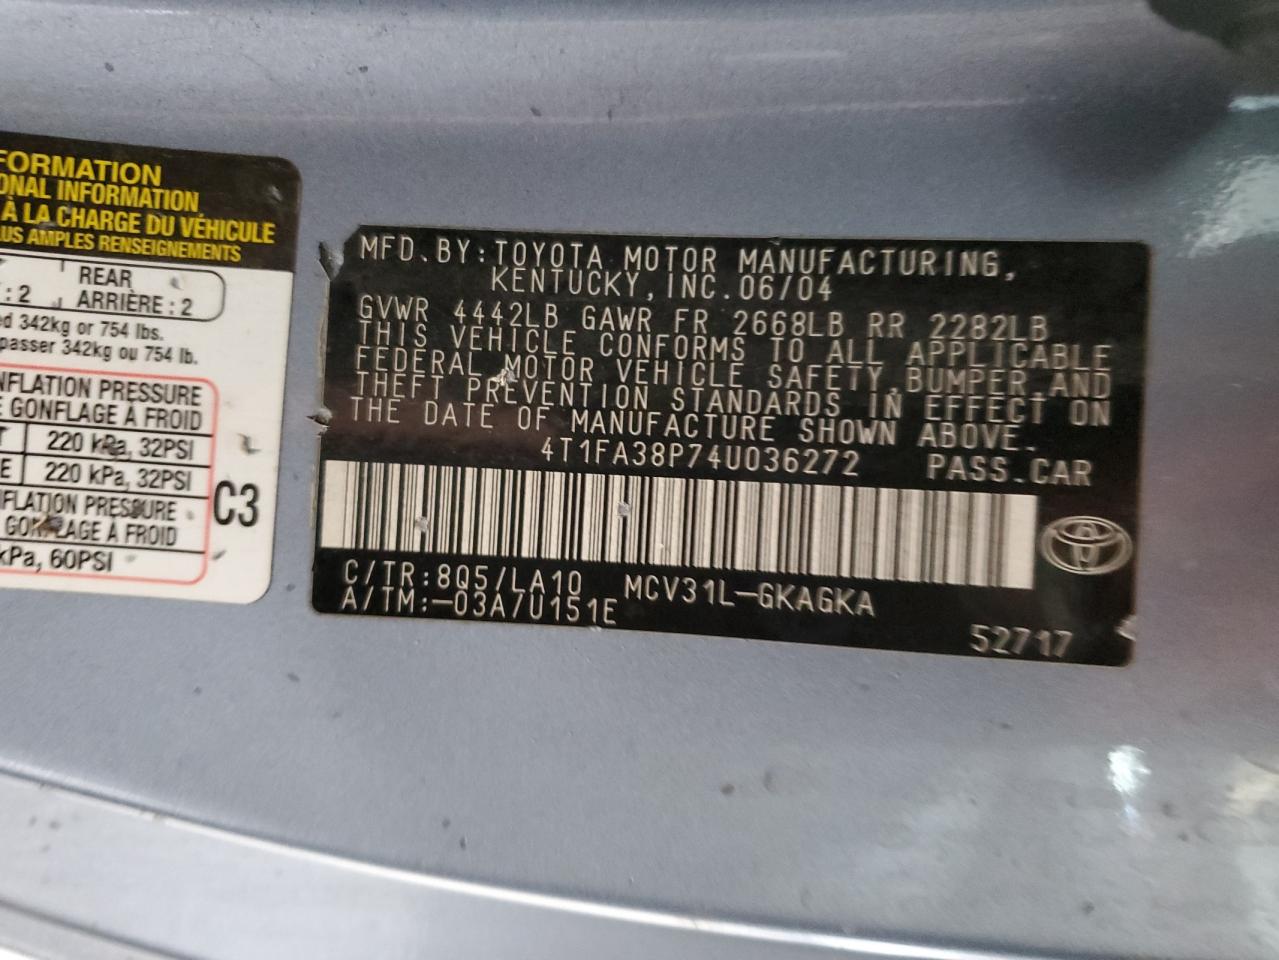 FORMATION
ONAL INFORMATION
À LA CHARGE DU VÉHICULE
LUS AMPLES RENSEIGNEMENTS
REAR
: 2 ARRIÈRE : 2
ed 342kg or 754 lbs.
passer 342kg ou 754 lb.
NFLATION PRESSURE
E GONFLAGE À FROID
T 220 kPa, 32PSI
E 220 kPa, 32PSI
NFLATION PRESSURE
GONFLAGE À FROID
kPa, 60PSI
C3
MFD. BY: TOYOTA MOTOR MANUFACTURING,
KENTUCKY, INC. 06/04
GVWR 4442LB GAWR FR 2668LB RR 2282LB
THIS VEHICLE CONFORMS TO ALL APPLICABLE
FEDERAL MOTOR VEHICLE SAFETY, BUMPER AND
THEFT PREVENTION STANDARDS IN EFFECT ON
THE DATE OF MANUFACTURE SHOWN ABOVE.
4T1FA38P74U036272 PASS.CAR
C/TR:8Q5/LA10 MCV31L-GKAGKA
A/TM:-03A/U151E
52717